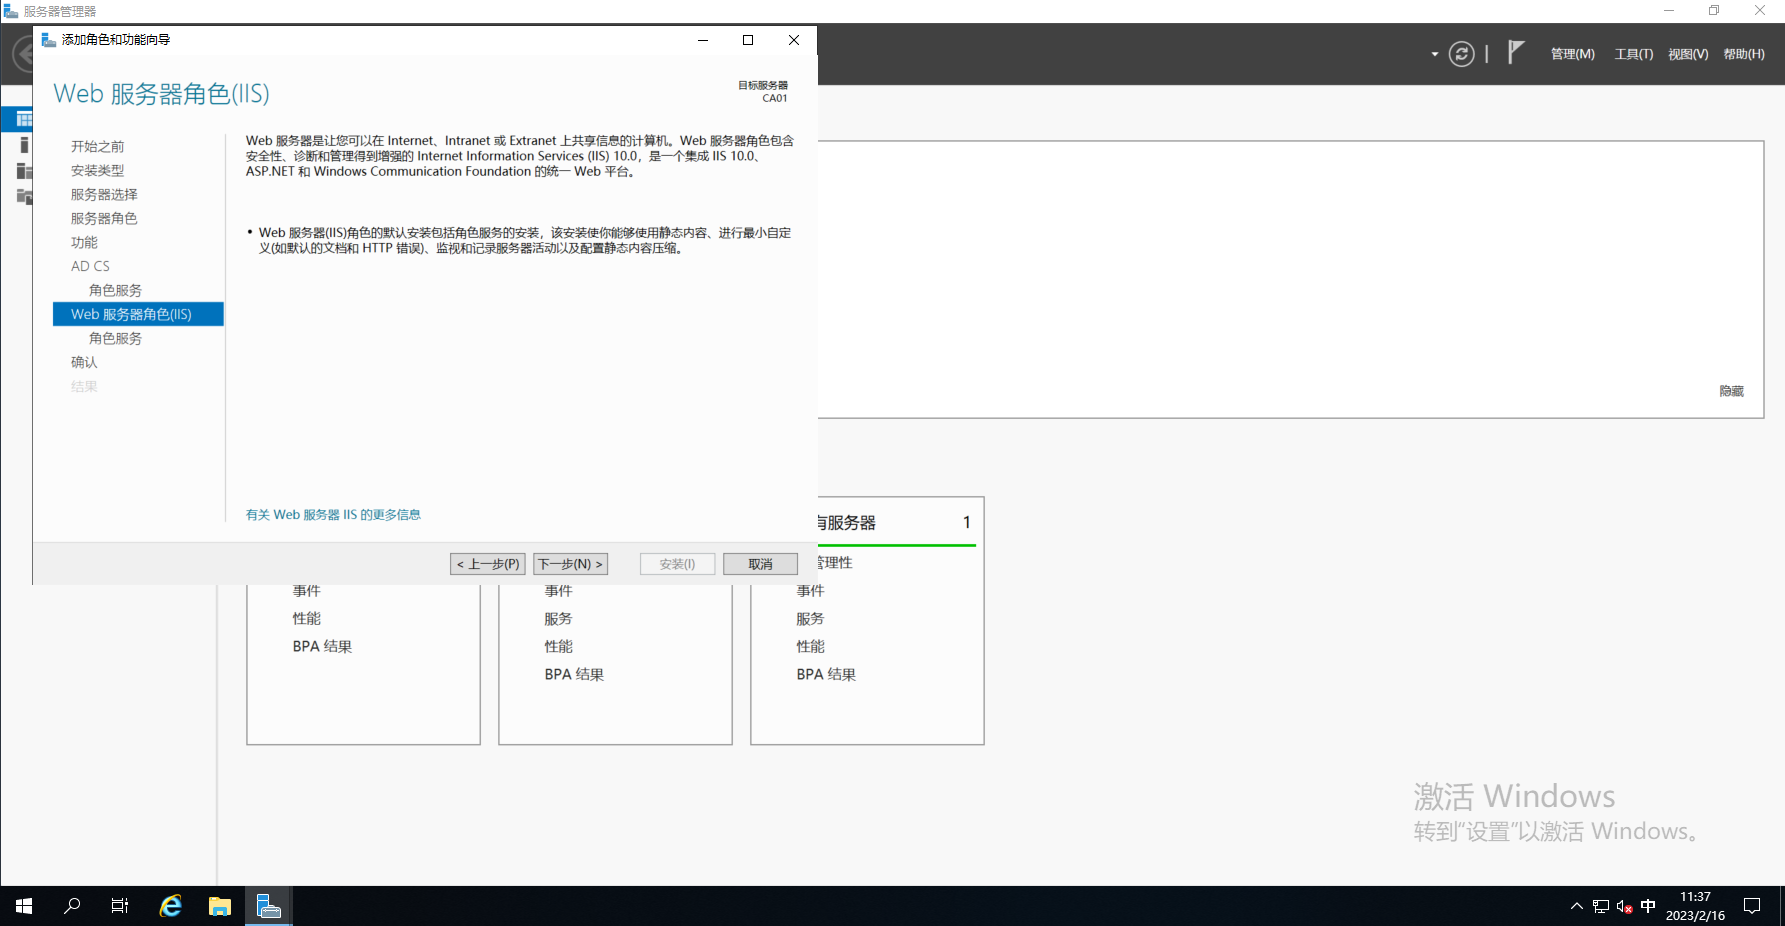 服务器管理器
添加角色和功能向导
管理(M)
工具(T)
视图(V)
帮助(H)
Web 服务器角色(IIS)
目标服务器
CA01
开始之前
安装类型
服务器选择
服务器角色
功能
AD CS
角色服务
Web 服务器角色(IIS)
角色服务
确认
结果
Web 服务器是让您可以在 Internet、Intranet 或 Extranet 上共享信息的计算机。Web 服务器角色包含
安全性、诊断和管理得到增强的 Internet Information Services (IIS) 10.0，是一个集成 IIS 10.0、
ASP.NET 和 Windows Communication Foundation 的统一 Web 平台。
• Web 服务器(IIS)角色的默认安装包括角色服务的安装，该安装使你能够使用静态内容、进行最小自定
义(如默认的文档和 HTTP 错误)、监视和记录服务器活动以及配置静态内容压缩。
有关 Web 服务器 IIS 的更多信息
< 上一步(P)
下一步(N) >
安装(I)
取消
隐藏
有服务器 1
管理性
事件
性能
BPA 结果
事件
服务
性能
BPA 结果
事件
服务
性能
BPA 结果
激活 Windows
转到“设置”以激活 Windows。
中
11:37
2023/2/16